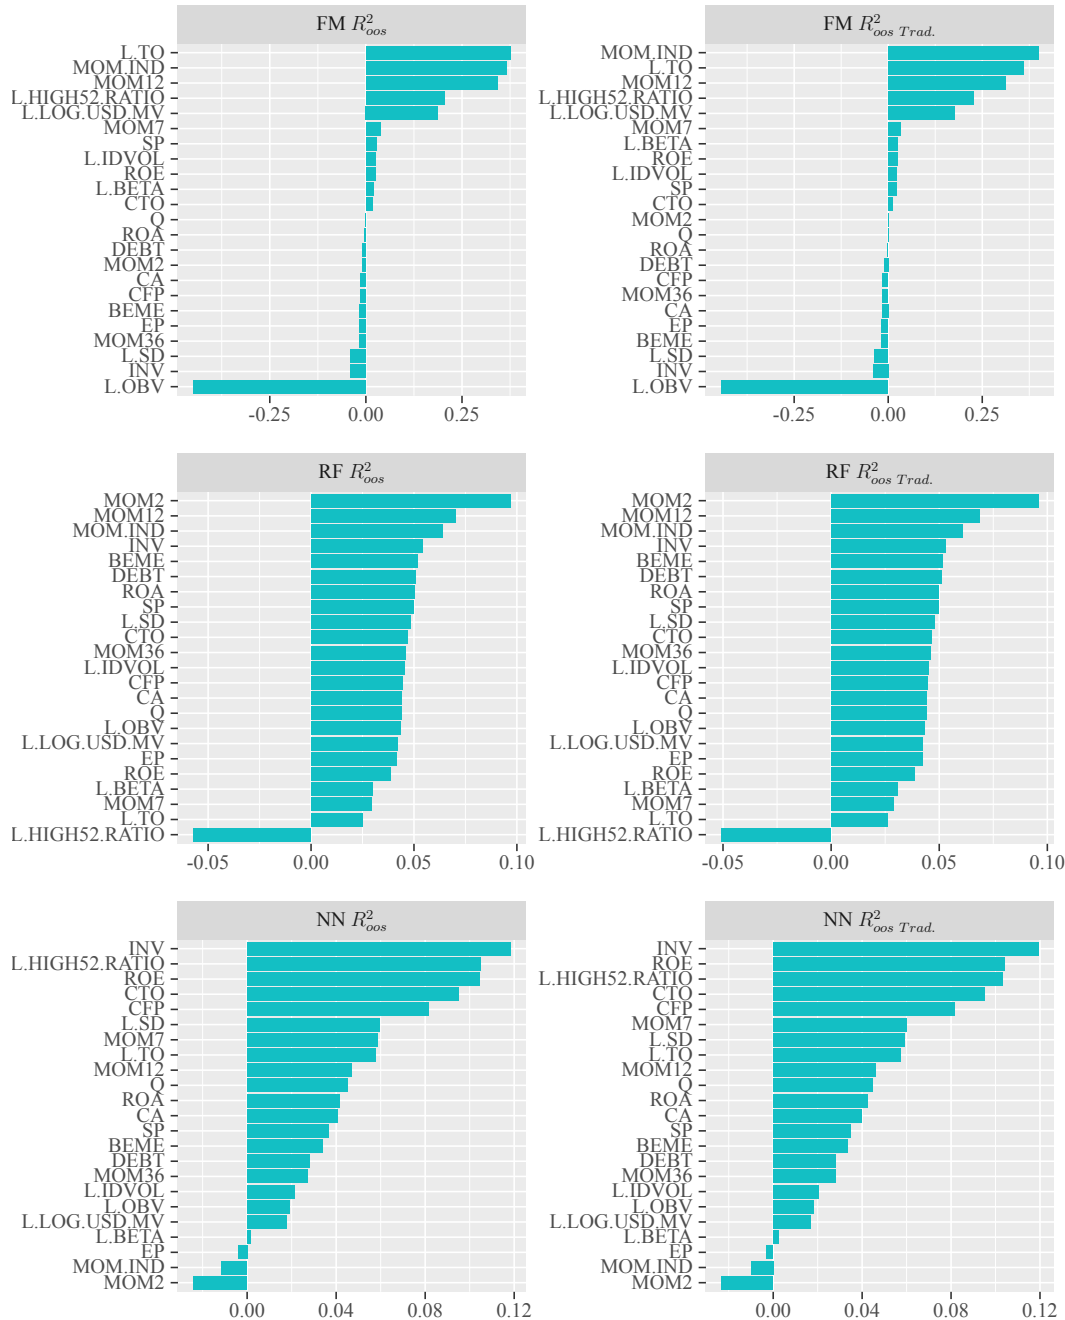 FM R²oos
L.TO
MOM.IND
MOM12
L.HIGH52.RATIO
L.LOG.USD.MV
MOM7
SP
L.IDVOL
ROE
L.BETA
CTO
Q
ROA
DEBT
MOM2
CA
CFP
BEME
EP
MOM36
L.SD
INV
L.OBV
-0.25 0.00 0.25
FM R²oos Trad.
MOM.IND
L.TO
MOM12
L.HIGH52.RATIO
L.LOG.USD.MV
MOM7
L.BETA
ROE
L.IDVOL
SP
CTO
MOM2
Q
ROA
DEBT
CFP
MOM36
CA
EP
BEME
L.SD
INV
L.OBV
-0.25 0.00 0.25
RF R²oos
MOM2
MOM12
MOM.IND
INV
BEME
DEBT
ROA
SP
L.SD
CTO
MOM36
L.IDVOL
CFP
CA
Q
L.OBV
L.LOG.USD.MV
EP
ROE
L.BETA
MOM7
L.TO
L.HIGH52.RATIO
-0.05 0.00 0.05 0.10
RF R²oos Trad.
MOM2
MOM12
MOM.IND
INV
BEME
DEBT
ROA
SP
L.SD
CTO
MOM36
L.IDVOL
CFP
CA
Q
L.OBV
L.LOG.USD.MV
EP
ROE
L.BETA
MOM7
L.TO
L.HIGH52.RATIO
-0.05 0.00 0.05 0.10
NN R²oos
INV
L.HIGH52.RATIO
ROE
CTO
CFP
L.SD
MOM7
L.TO
MOM12
Q
ROA
CA
SP
BEME
DEBT
MOM36
L.IDVOL
L.OBV
L.LOG.USD.MV
L.BETA
EP
MOM.IND
MOM2
0.00 0.04 0.08 0.12
NN R²oos Trad.
INV
ROE
L.HIGH52.RATIO
CTO
CFP
MOM7
L.SD
L.TO
MOM12
Q
ROA
CA
SP
BEME
DEBT
MOM36
L.IDVOL
L.OBV
L.LOG.USD.MV
L.BETA
EP
MOM.IND
MOM2
0.00 0.04 0.08 0.12